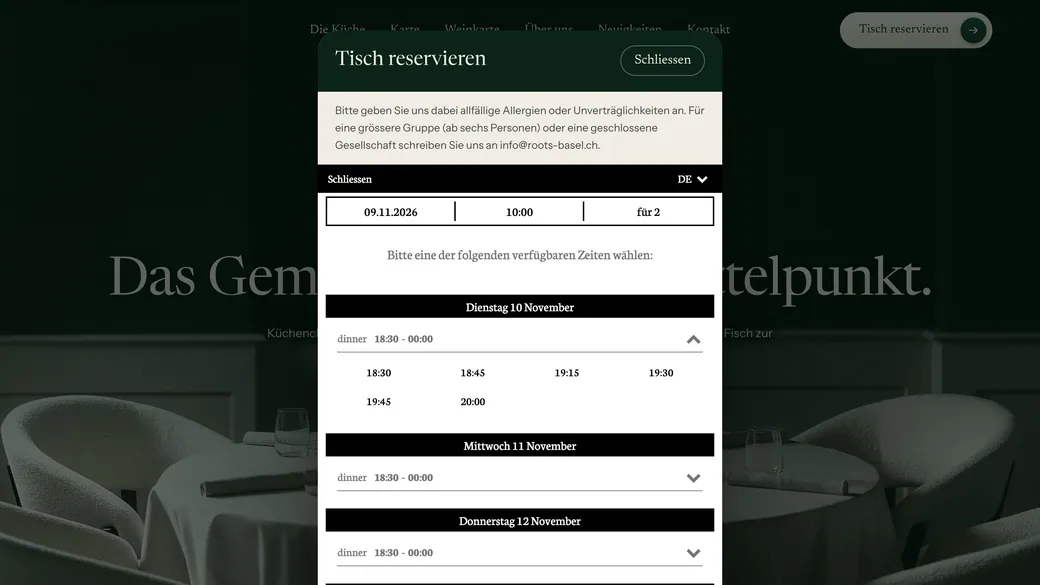 Die Küche Karte Weinkarte Über uns Neuigkeiten Kontakt
Tisch reservieren
Tisch reservieren
Schliessen
Bitte geben Sie uns dabei allfällige Allergien oder Unverträglichkeiten an. Für
eine grössere Gruppe (ab sechs Personen) oder eine geschlossene
Gesellschaft schreiben Sie uns an info@roots-basel.ch.
Schliessen DE
09.11.2026 10:00 für 2
Bitte eine der folgenden verfügbaren Zeiten wählen:
Das Gem ttelpunkt.
Dienstag 10 November
Küchench Fisch zur
dinner 18:30 - 00:00
18:30 18:45 19:15 19:30
19:45 20:00
Mittwoch 11 November
dinner 18:30 - 00:00
Donnerstag 12 November
dinner 18:30 - 00:00